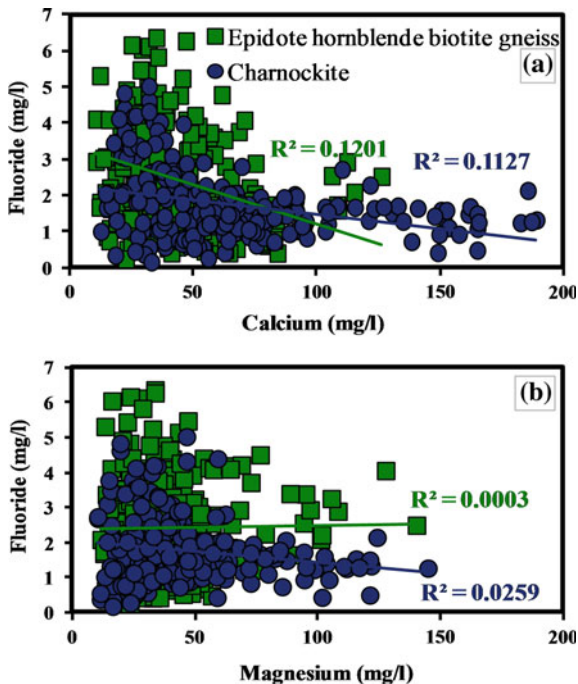 Epidote hornblende biotite gneiss
Charnockite
(a)
R² = 0.1201
R² = 0.1127
Fluoride (mg/l)
7
6
5
4
3
2
1
0
0 50 100 150 200
Calcium (mg/l)
(b)
R² = 0.0003
R² = 0.0259
Fluoride (mg/l)
7
6
5
4
3
2
1
0
0 50 100 150 200
Magnesium (mg/l)